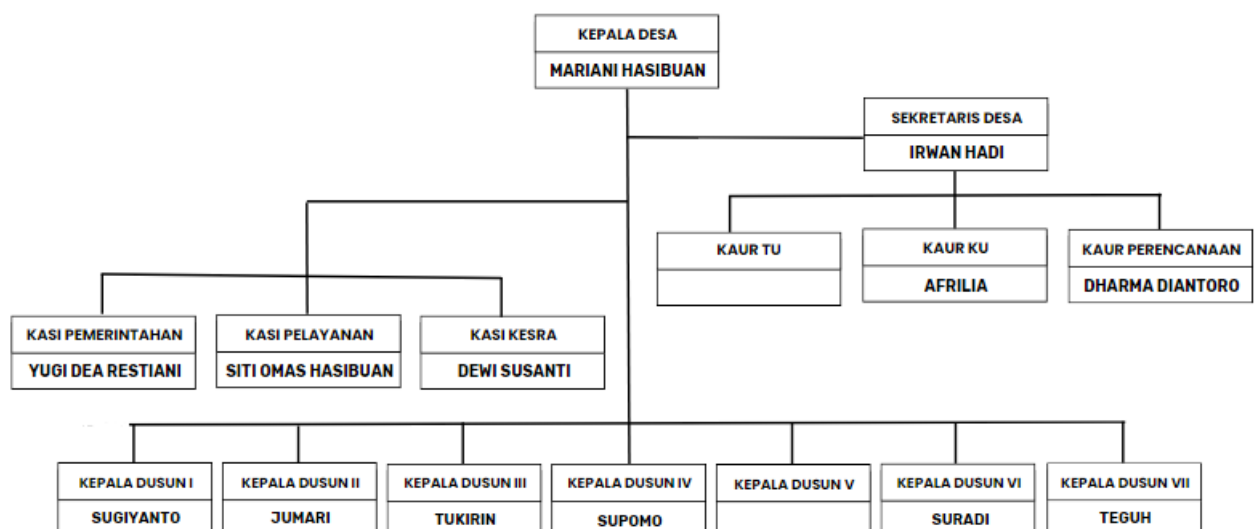 KEPALA DESA
MARIANI HASIBUAN
SEKRETARIS DESA
IRWAN HADI
KAUR TU
KAUR KU
AFRILIA
KAUR PERENCANAAN
DHARMA DIANTORO
KASI PEMERINTAHAN
YUGI DEA RESTIANI
KASI PELAYANAN
SITI OMAS HASIBUAN
KASI KESRA
DEWI SUSANTI
KEPALA DUSUN I
SUGIYANTO
KEPALA DUSUN II
JUMARI
KEPALA DUSUN III
TUKIRIN
KEPALA DUSUN IV
SUPOMO
KEPALA DUSUN V
KEPALA DUSUN VI
SURADI
KEPALA DUSUN VII
TEGUH